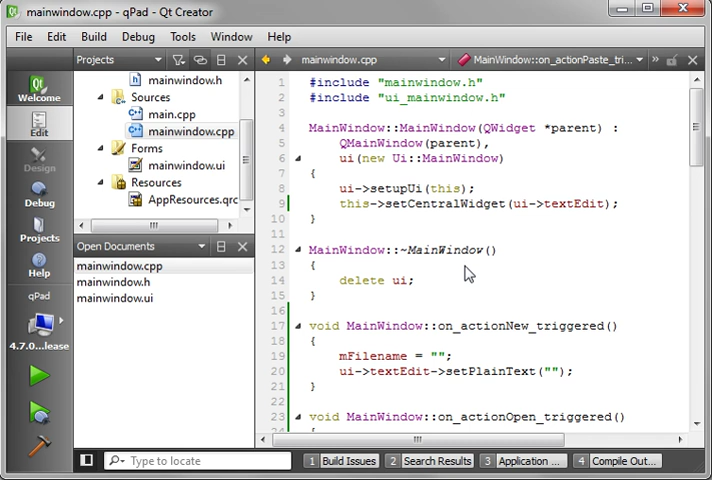 mainwindow.cpp - qPad - Qt Creator
File Edit Build Debug Tools Window Help
Projects
mainwindow.cpp
MainWindow::on_actionPaste_tri...
Welcome
Edit
Design
Debug
Projects
Help
qPad
4.7.0...lease
mainwindow.h
Sources
main.cpp
mainwindow.cpp
Forms
mainwindow.ui
Resources
AppResources.qrc
Open Documents
mainwindow.cpp
mainwindow.h
mainwindow.ui
1 #include "mainwindow.h"
2 #include "ui_mainwindow.h"
3
4 MainWindow::MainWindow(QWidget *parent) :
5 QMainWindow(parent),
6 ui(new Ui::MainWindow)
7 {
8 ui->setupUi(this);
9 this->setCentralWidget(ui->textEdit);
10 }
11
12 MainWindow::~MainWindow()
13 {
14 delete ui;
15 }
16
17 void MainWindow::on_actionNew_triggered()
18 {
19 mFilename = "";
20 ui->textEdit->setPlainText("");
21 }
22
23 void MainWindow::on_actionOpen_triggered()
24 {
Type to locate
1 Build Issues
2 Search Results
3 Application ...
4 Compile Out...